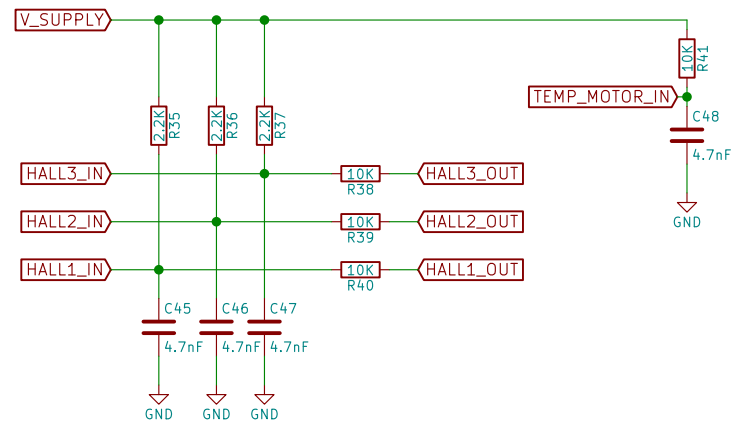 V_SUPPLY
10K
R41
TEMP_MOTOR_IN
C48
4.7nF
GND
2.2K
R35
2.2K
R36
2.2K
R37
HALL3_IN
10K
R38
HALL3_OUT
HALL2_IN
10K
R39
HALL2_OUT
HALL1_IN
10K
R40
HALL1_OUT
C45
4.7nF
C46
4.7nF
C47
4.7nF
GND
GND
GND